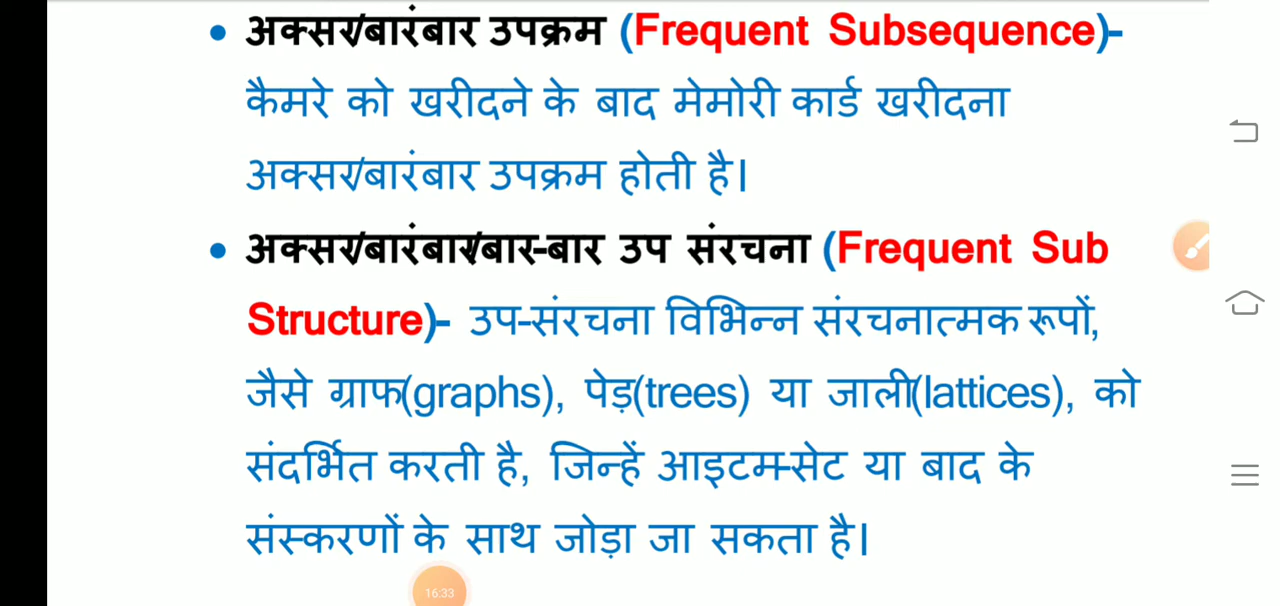 • अक्सर/बारंबार उपक्रम (Frequent Subsequence)-
कैमरे को खरीदने के बाद मेमोरी कार्ड खरीदना
अक्सर/बारंबार उपक्रम होती है।
• अक्सर/बारंबार/बार-बार उप संरचना (Frequent Sub
Structure)- उप-संरचना विभिन्न संरचनात्मक रूपों,
जैसे ग्राफ(graphs), पेड़(trees) या जाली(lattices), को
संदर्भित करती है, जिन्हें आइटम-सेट या बाद के
संस्करणों के साथ जोड़ा जा सकता है।
16:33